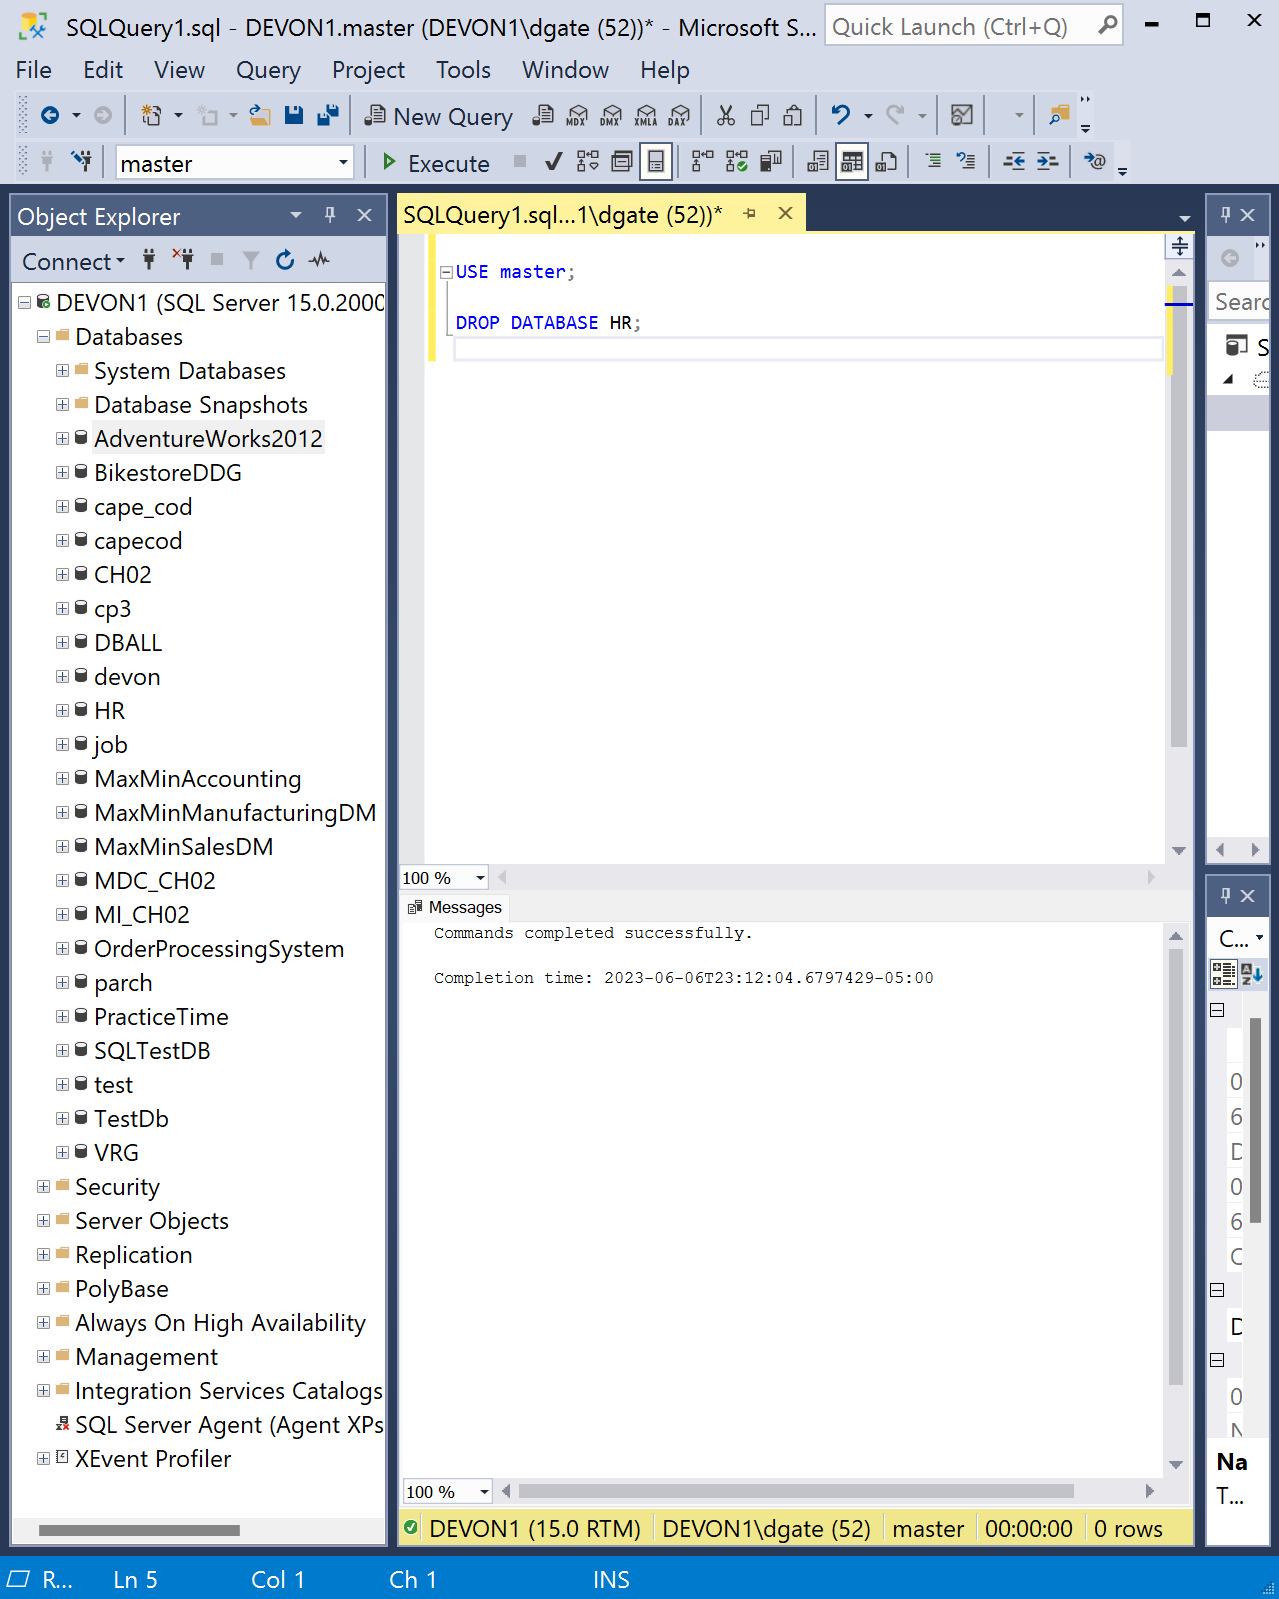 SQLQuery1.sql - DEVON1.master (DEVON1\dgate (52))* - Microsoft S...
Quick Launch (Ctrl+Q)
File Edit View Query Project Tools Window Help
New Query MDX DMX XMLA DAX
master Execute
Object Explorer
Connect
DEVON1 (SQL Server 15.0.2000
Databases
System Databases
Database Snapshots
AdventureWorks2012
BikestoreDDG
cape_cod
capecod
CH02
cp3
DBALL
devon
HR
job
MaxMinAccounting
MaxMinManufacturingDM
MaxMinSalesDM
MDC_CH02
MI_CH02
OrderProcessingSystem
parch
PracticeTime
SQLTestDB
test
TestDb
VRG
Security
Server Objects
Replication
PolyBase
Always On High Availability
Management
Integration Services Catalogs
SQL Server Agent (Agent XPs
XEvent Profiler
SQLQuery1.sql...1\dgate (52))*
USE master;
DROP DATABASE HR;
100 %
Messages
Commands completed successfully.
Completion time: 2023-06-06T23:12:04.6797429-05:00
100 %
DEVON1 (15.0 RTM) DEVON1\dgate (52) master 00:00:00 0 rows
Searc
S
C...
0
6
D
0
6
C
D
0
N
Na
T...
R... Ln 5 Col 1 Ch 1 INS